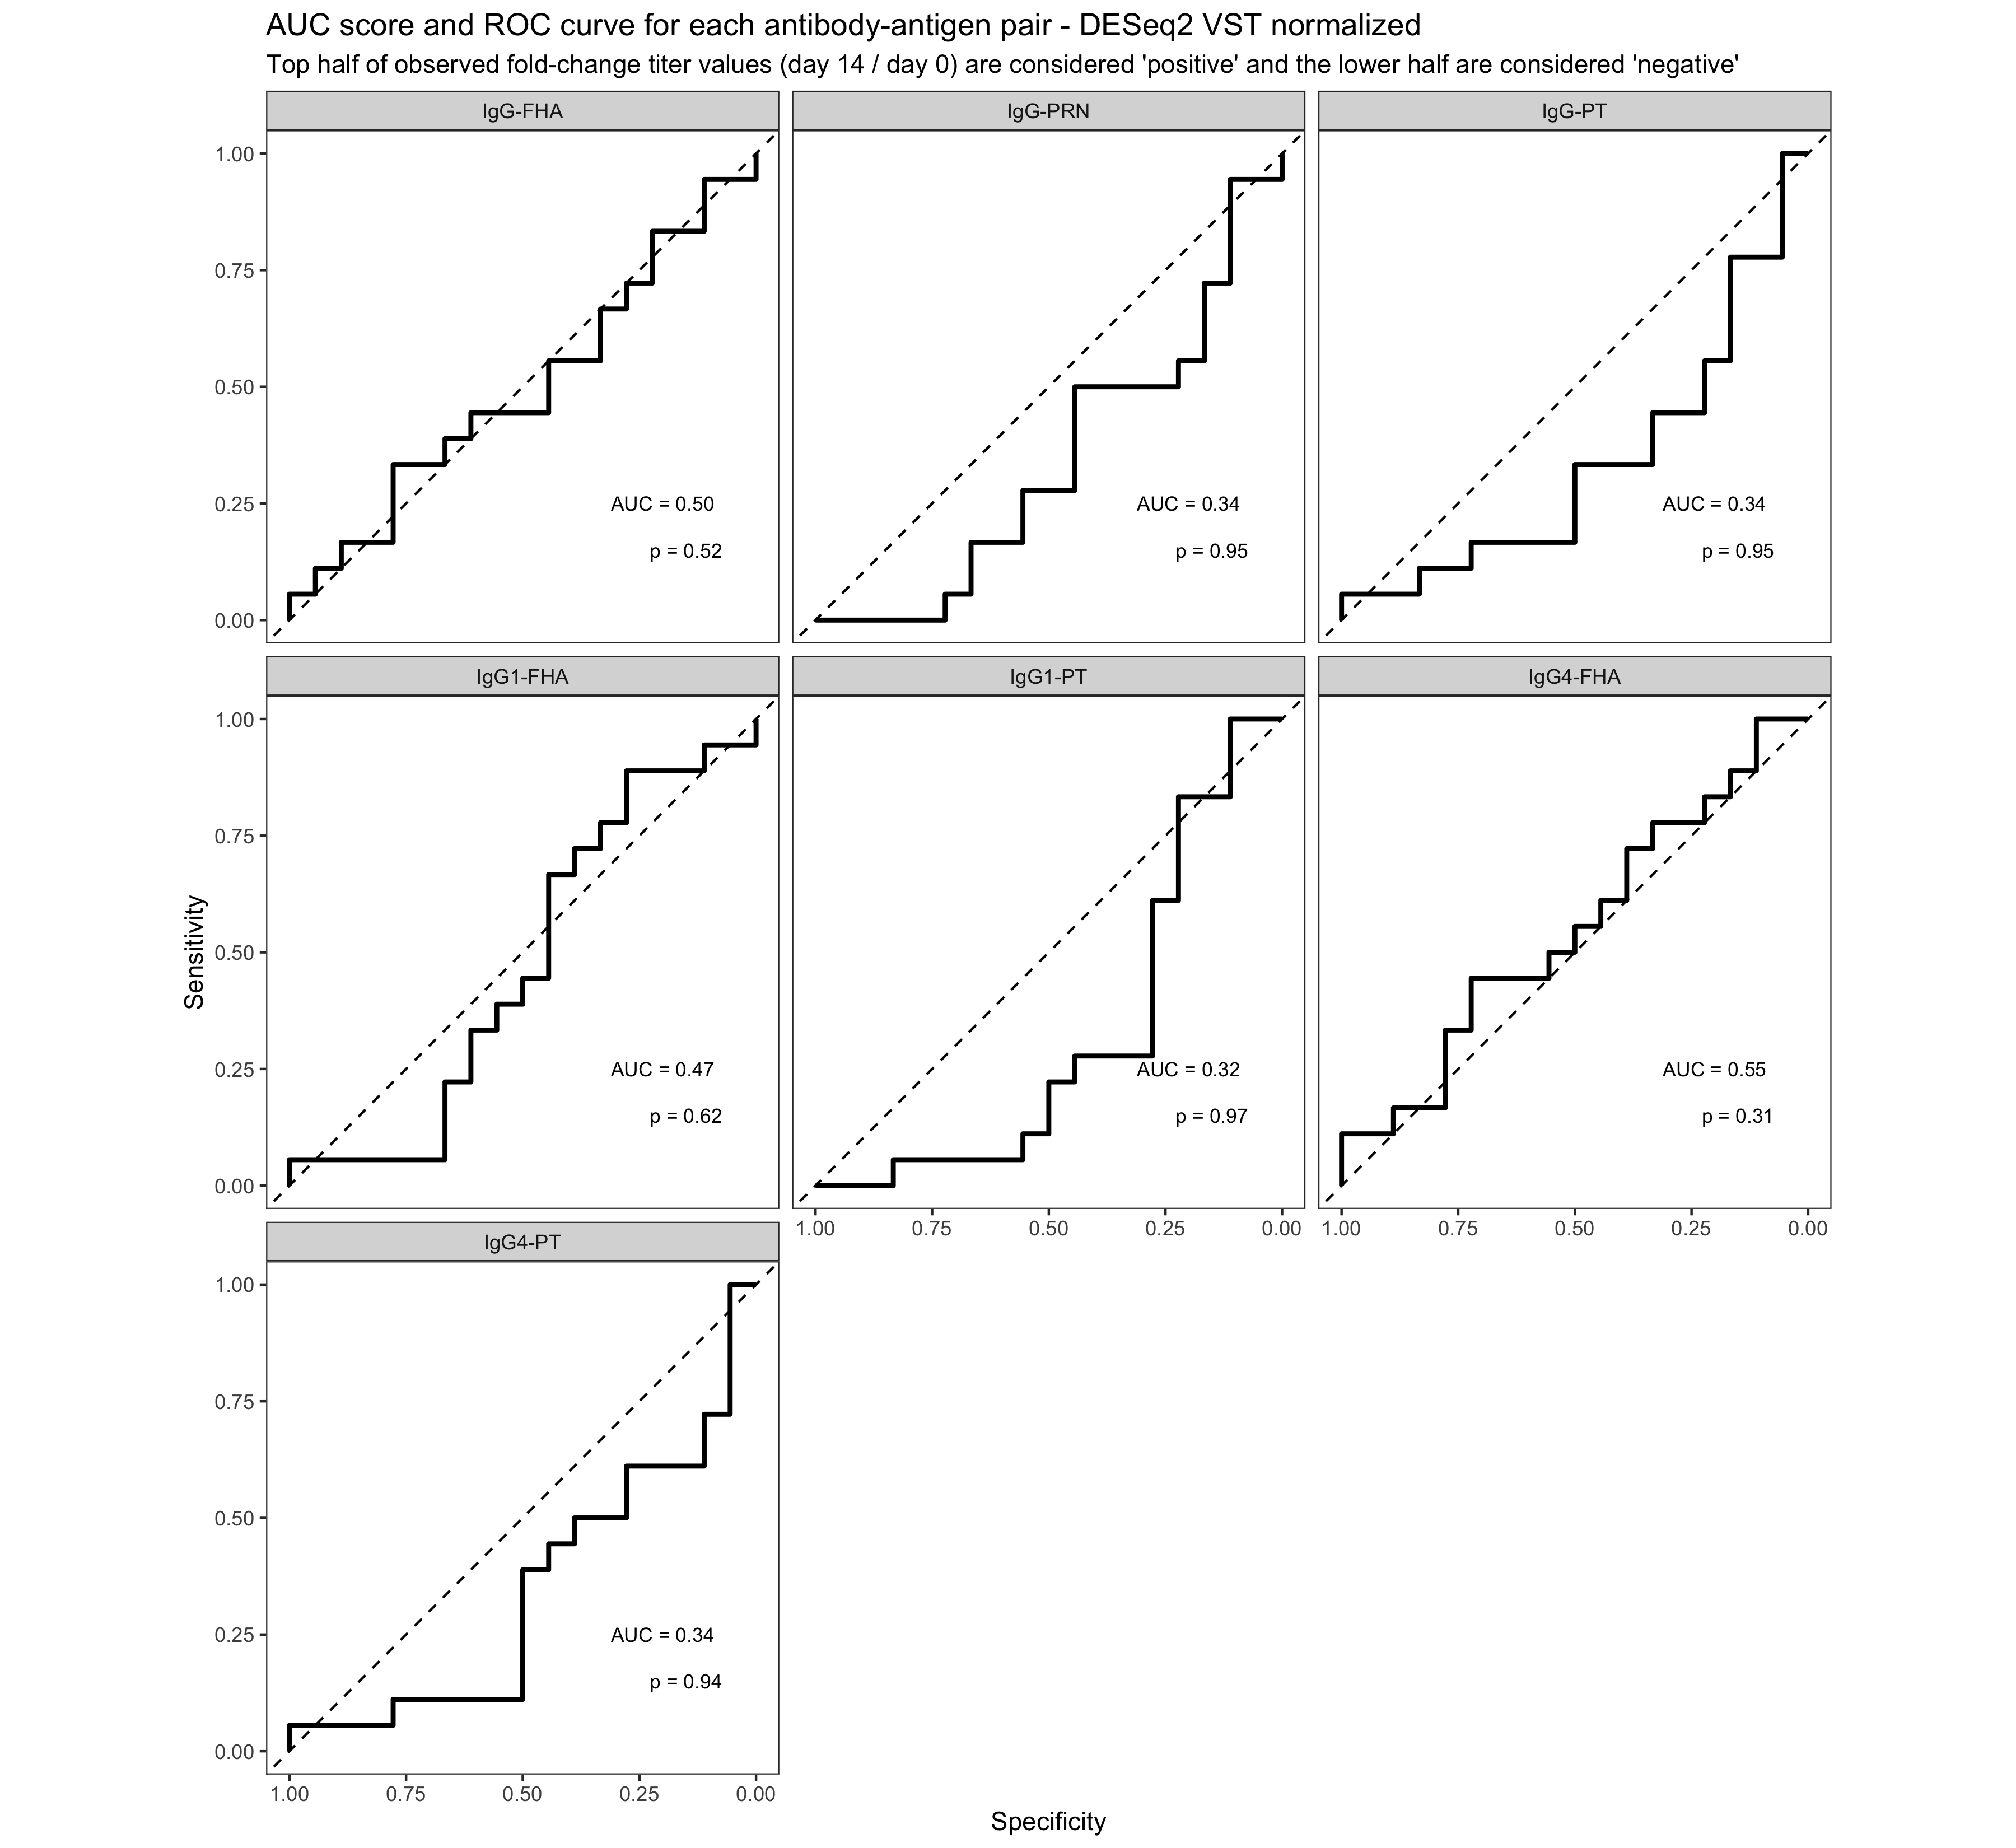 AUC score and ROC curve for each antibody-antigen pair - DESeq2 VST normalized
Top half of observed fold-change titer values (day 14 / day 0) are considered 'positive' and the lower half are considered 'negative'
IgG-FHA
IgG-PRN
IgG-PT
1.00
0.75
0.50
0.25
0.00
AUC = 0.50
p = 0.52
AUC = 0.34
p = 0.95
AUC = 0.34
p = 0.95
IgG1-FHA
IgG1-PT
IgG4-FHA
Sensitivity
1.00
0.75
0.50
0.25
0.00
AUC = 0.47
p = 0.62
AUC = 0.32
p = 0.97
AUC = 0.55
p = 0.31
1.00 0.75 0.50 0.25 0.00
1.00 0.75 0.50 0.25 0.00
IgG4-PT
1.00
0.75
0.50
0.25
0.00
AUC = 0.34
p = 0.94
1.00 0.75 0.50 0.25 0.00
Specificity